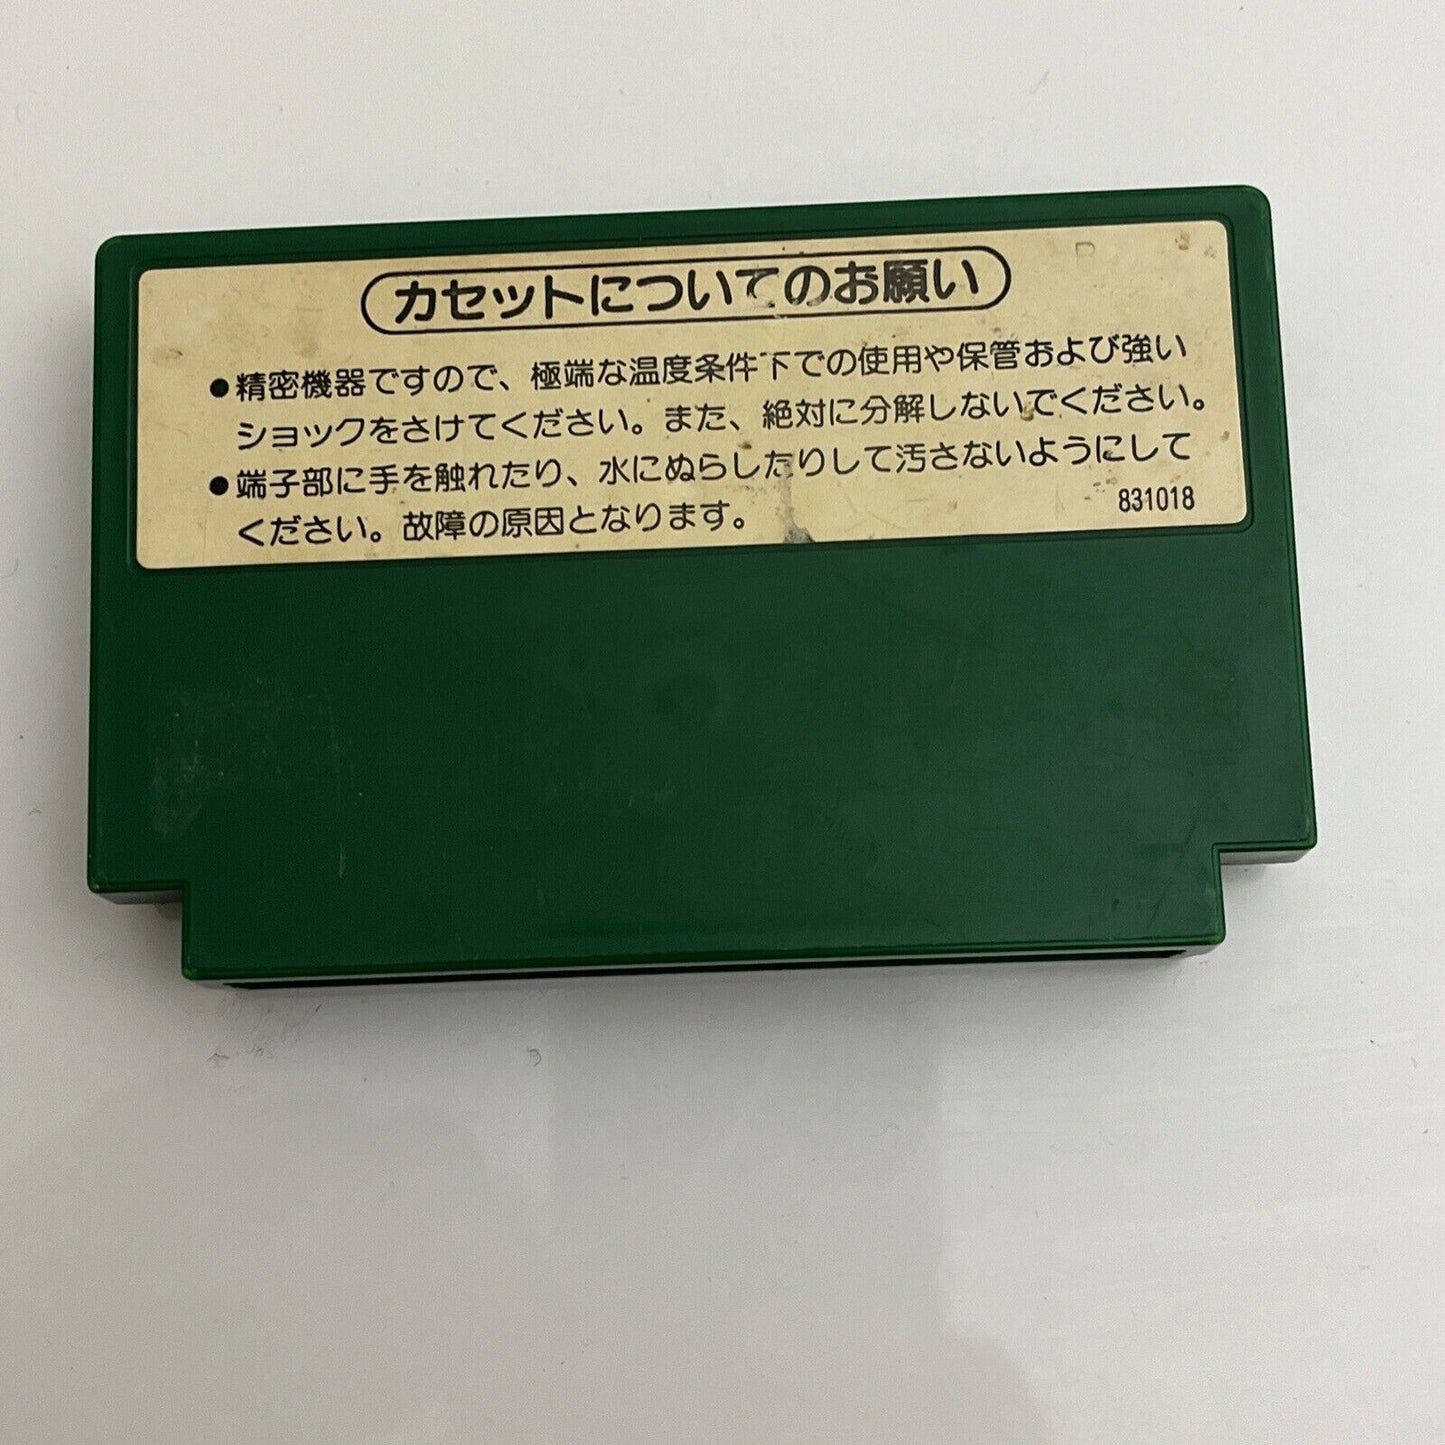 カセットについてのお願い
●精密機器ですので、極端な温度条件下での使用や保管および強い
ショックをさけてください。また、絶対に分解しないでください。
●端子部に手を触れたり、水にぬらしたりして汚さないようにして
ください。故障の原因となります。
831018